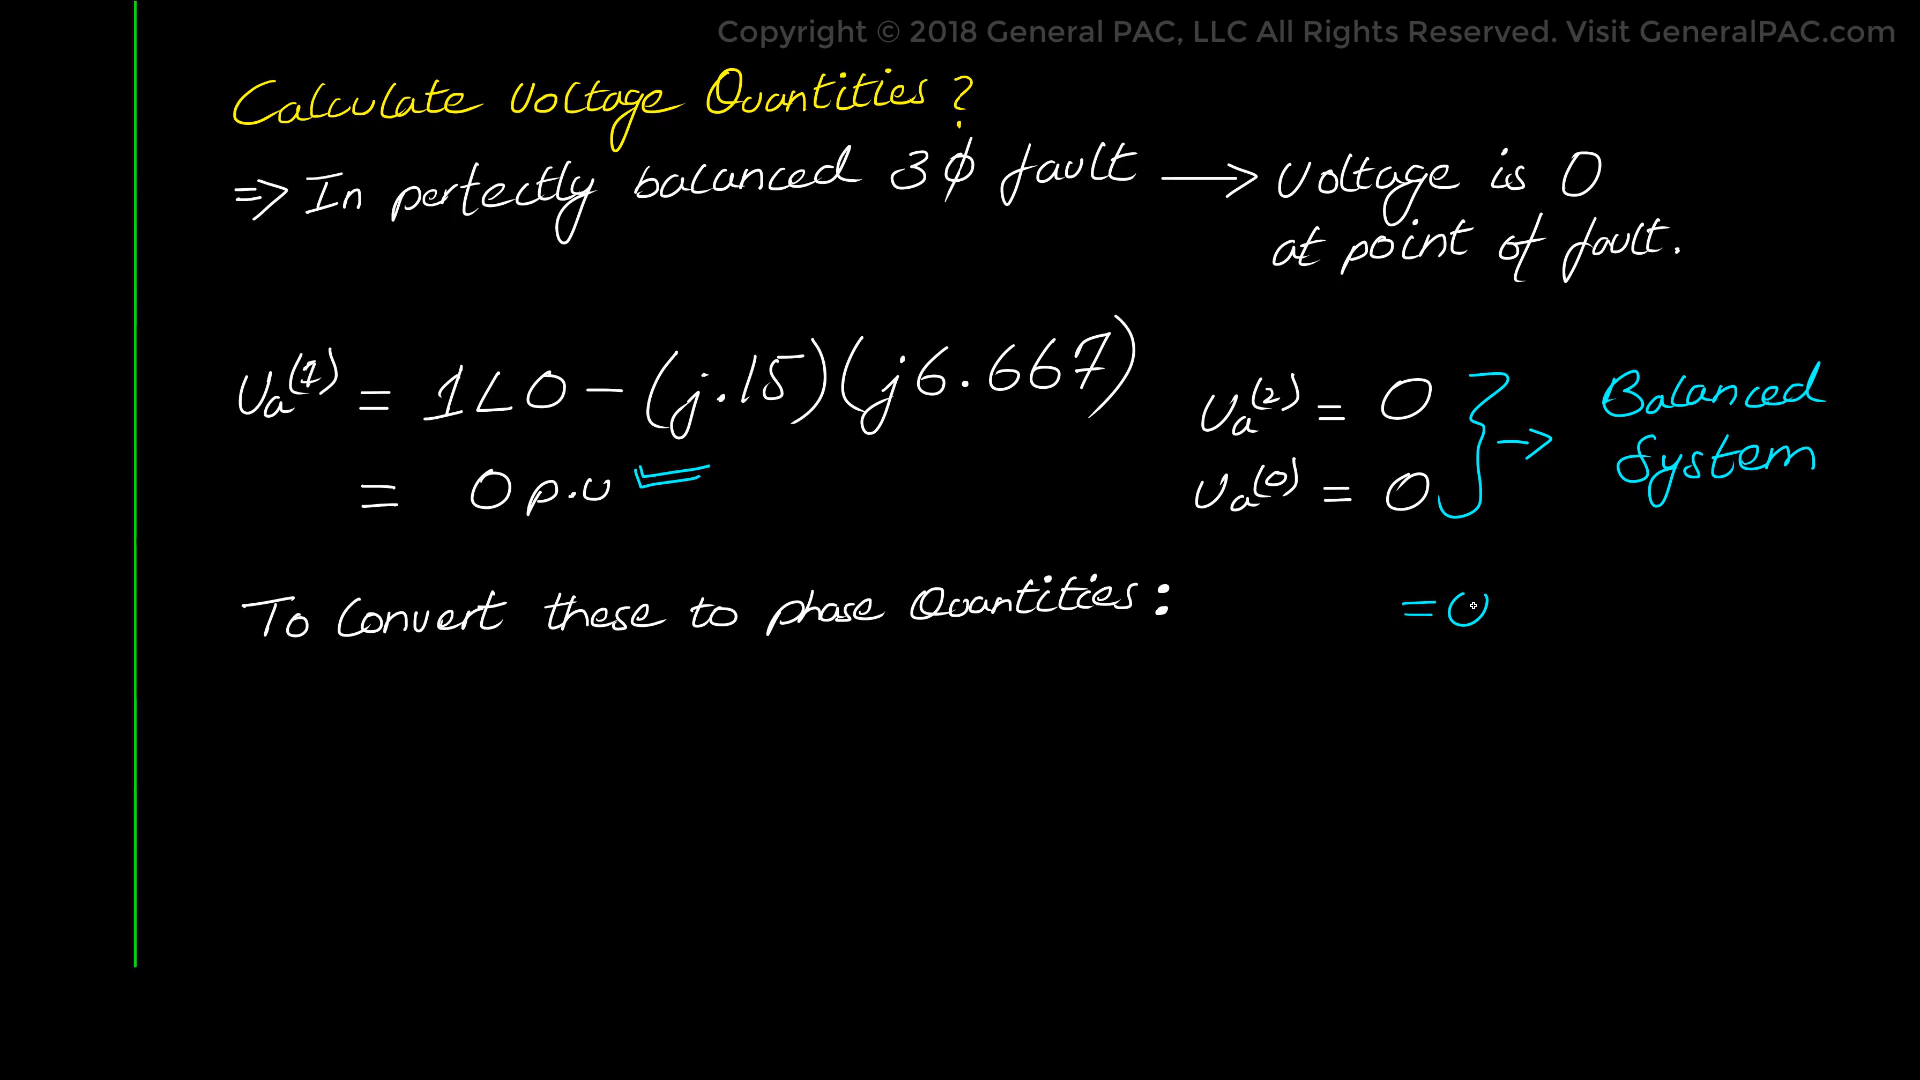 Copyright © 2018 General PAC, LLC All Rights Reserved. Visit GeneralPAC.com
Calculate Voltage Quantities?
=> In pertectly balanced 3ϕ fault → Voltage is 0
at point of fault.
Va⁽¹⁾ = 1∠0 - (j.15)(j6.667)
= 0 p.u
Va⁽²⁾ = 0
Va⁽⁰⁾ = 0
} → Balanced
System
To Convert these to phase Quantities: = 0